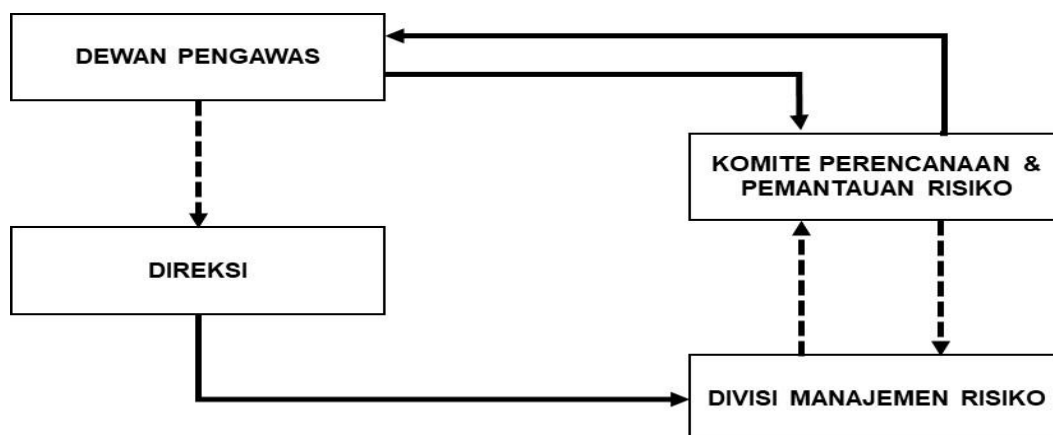 DEWAN PENGAWAS
KOMITE PERENCANAAN &
PEMANTAUAN RISIKO
DIREKSI
DIVISI MANAJEMEN RISIKO